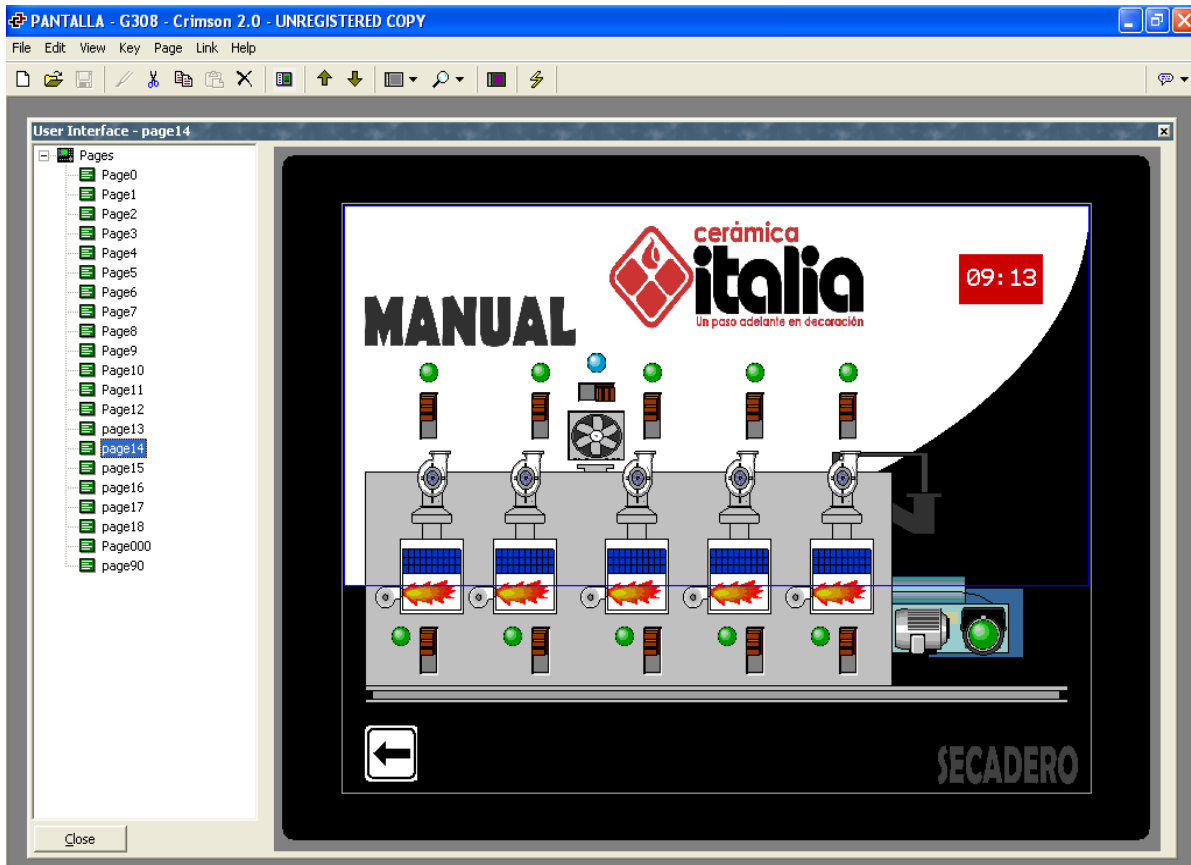 PANTALLA - G308 - Crimson 2.0 - UNREGISTERED COPY
File Edit View Key Page Link Help
User Interface - page14
Pages
Page0
Page1
Page2
Page3
Page4
Page5
Page6
Page7
Page8
Page9
Page10
Page11
Page12
page13
page14
page15
page16
page17
page18
Page000
page90
Close
cerámica
italia
Un paso adelante en decoración
09:13
MANUAL
SECADERO